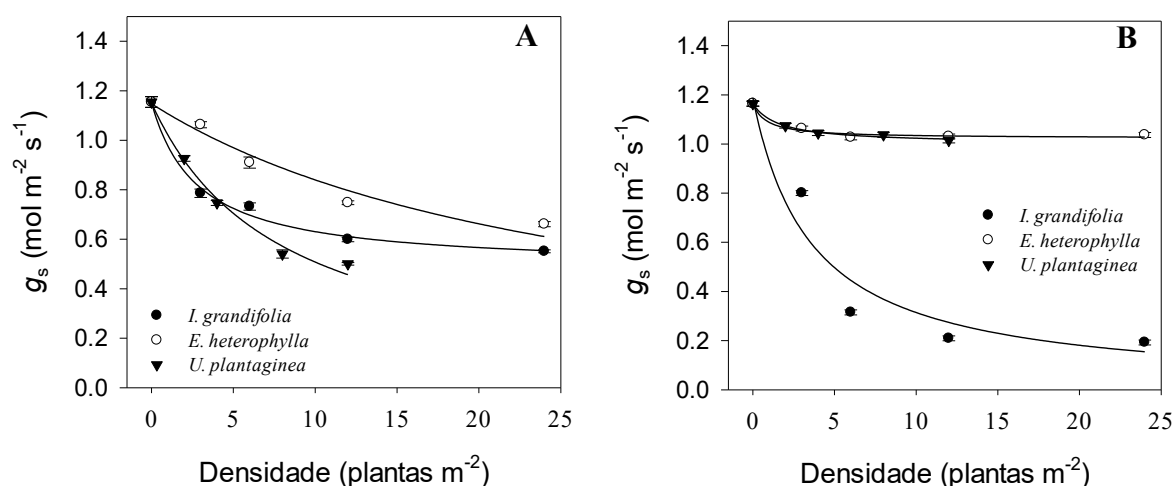 A
1.4
1.2
1.0
0.8
0.6
0.4
0.2
0.0
gs (mol m-2 s-1)
I. grandifolia
E. heterophylla
U. plantaginea
0 5 10 15 20 25
Densidade (plantas m-2)
B
1.4
1.2
1.0
0.8
0.6
0.4
0.2
0.0
gs (mol m-2 s-1)
I. grandifolia
E. heterophylla
U. plantaginea
0 5 10 15 20 25
Densidade (plantas m-2)